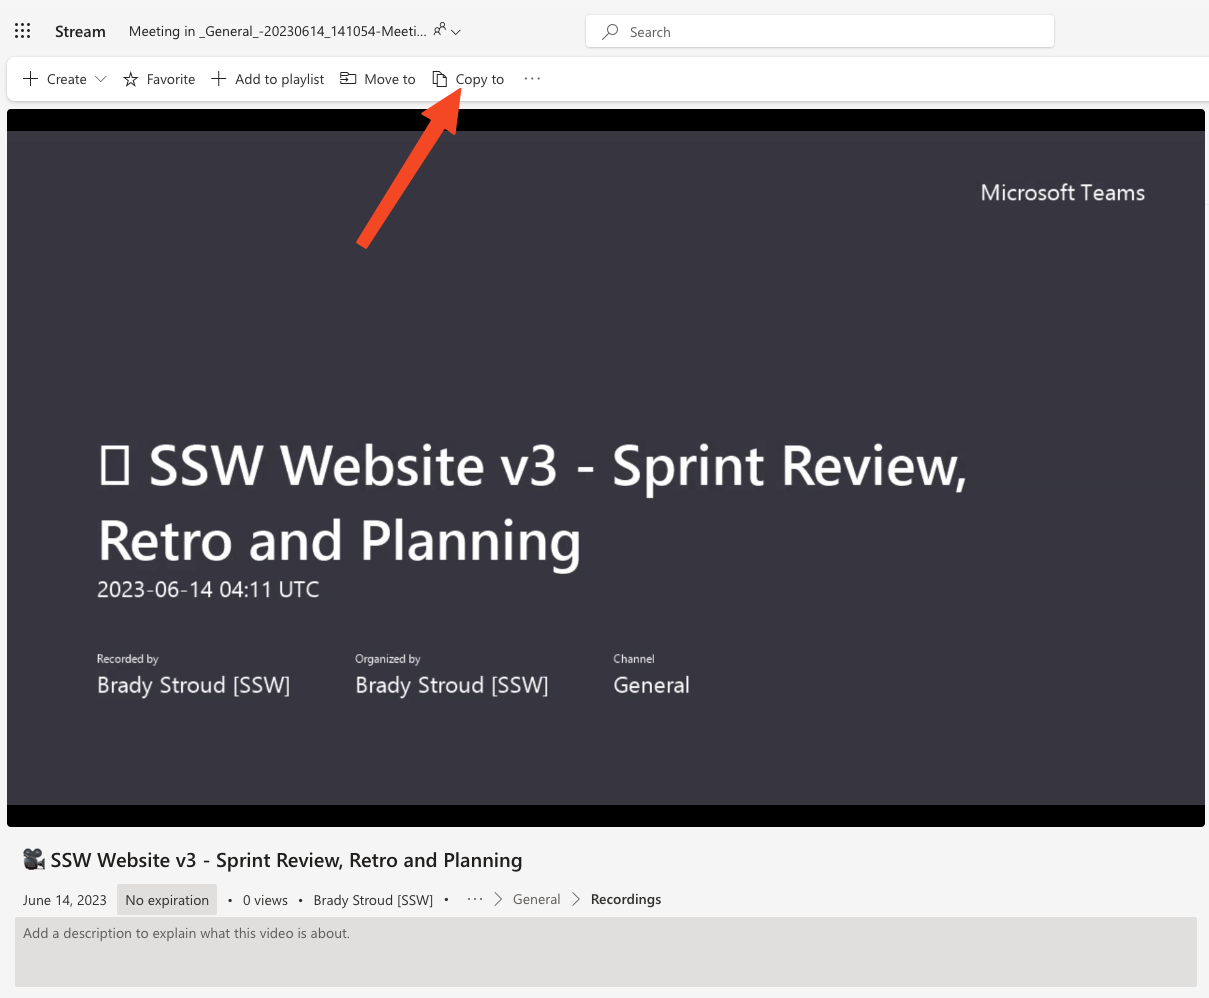 Stream Meeting in _General_-20230614_141054-Meeti... Search
Create Favorite Add to playlist Move to Copy to ...
Microsoft Teams
SSW Website v3 - Sprint Review,
Retro and Planning
2023-06-14 04:11 UTC
Recorded by Organized by Channel
Brady Stroud [SSW] Brady Stroud [SSW] General
SSW Website v3 - Sprint Review, Retro and Planning
June 14, 2023 No expiration • 0 views • Brady Stroud [SSW] • ... > General > Recordings
Add a description to explain what this video is about.